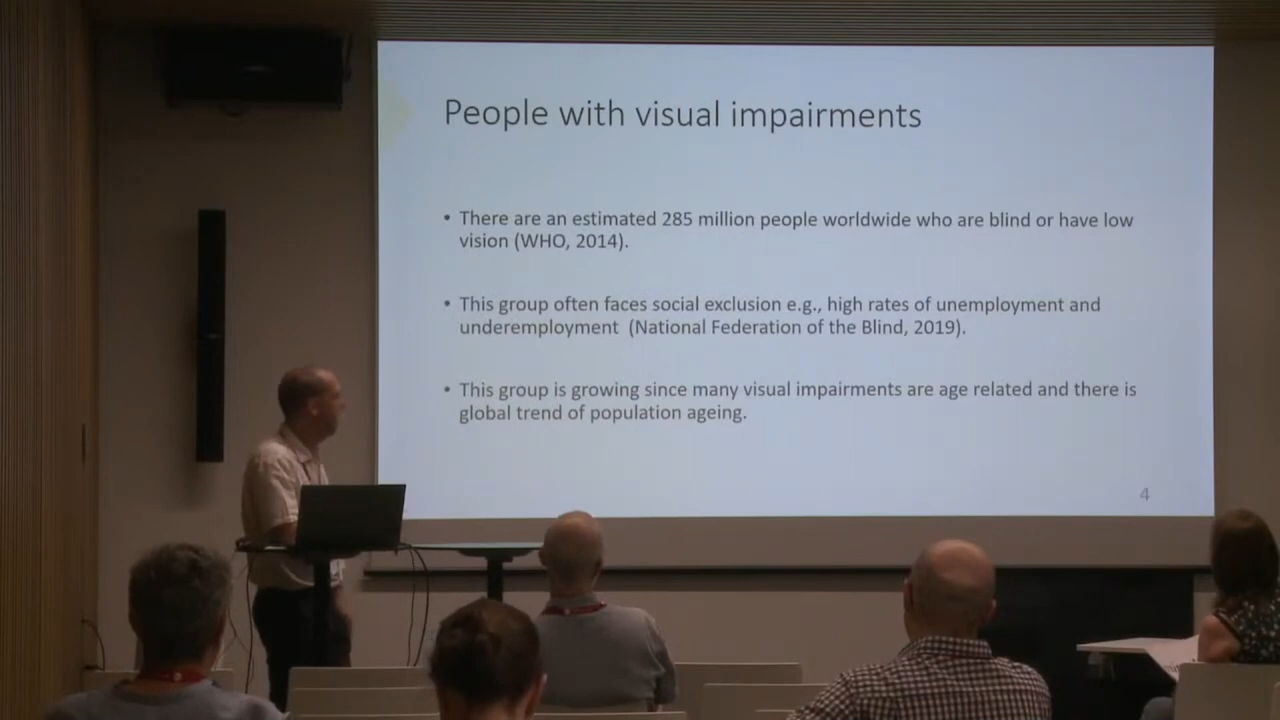 People with visual impairments
• There are an estimated 285 million people worldwide who are blind or have low
vision (WHO, 2014).
• This group often faces social exclusion e.g., high rates of unemployment and
underemployment (National Federation of the Blind, 2019).
• This group is growing since many visual impairments are age related and there is
global trend of population ageing.
4